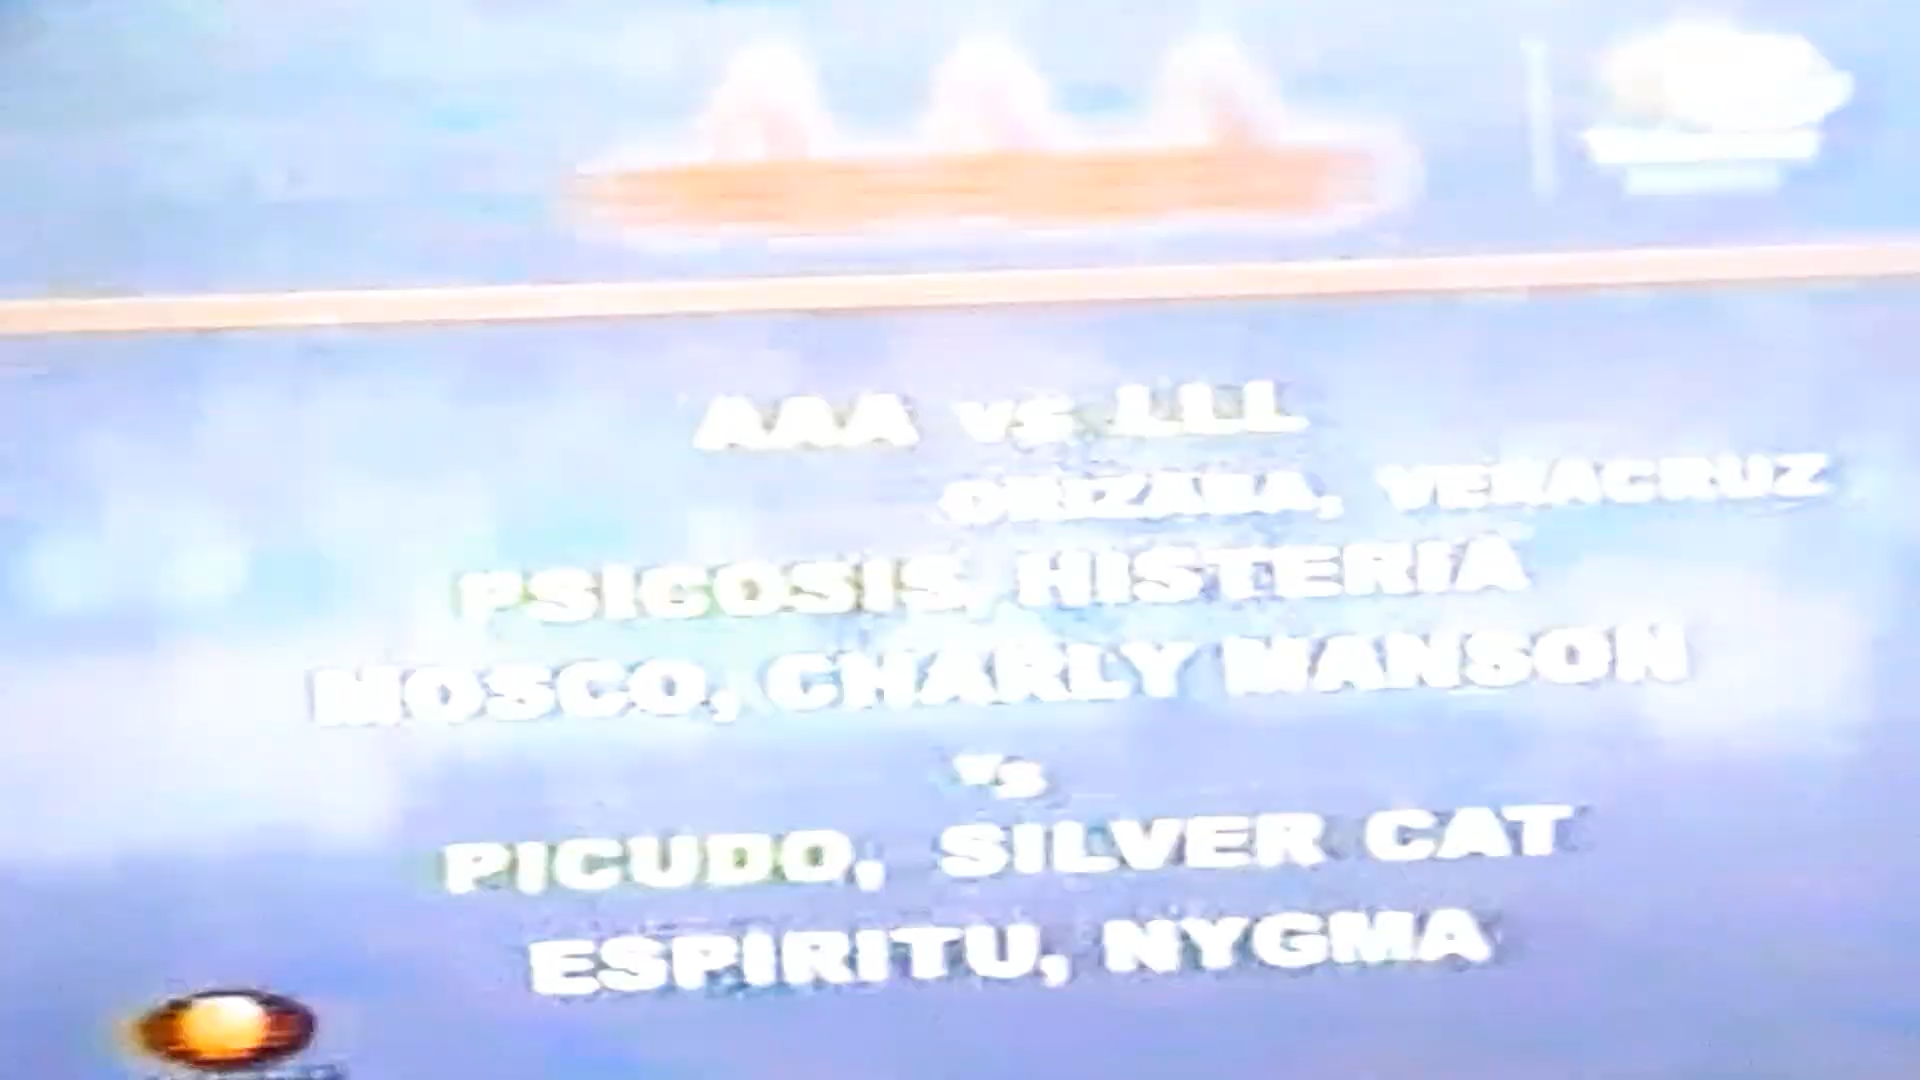 AAA vs LLL
ORIZABA, VERACRUZ
PSICOSIS, HISTERIA
MOSCO, CHARLY MANSON
vs
PICUDO, SILVER CAT
ESPIRITU, NYGMA